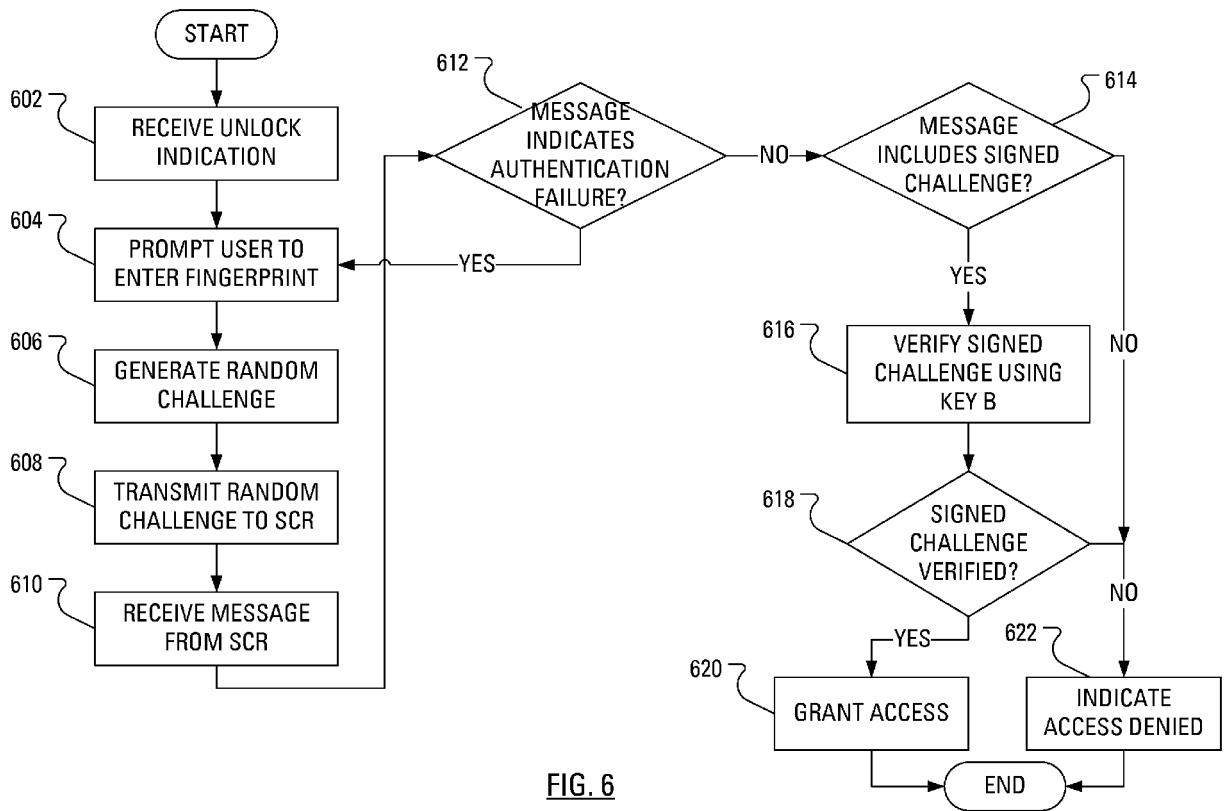 START
602
RECEIVE UNLOCK
INDICATION
604
PROMPT USER TO
ENTER FINGERPRINT
606
GENERATE RANDOM
CHALLENGE
608
TRANSMIT RANDOM
CHALLENGE TO SCR
610
RECEIVE MESSAGE
FROM SCR
612
MESSAGE
INDICATES
AUTHENTICATION
FAILURE?
YES
NO
614
MESSAGE
INCLUDES SIGNED
CHALLENGE?
YES
NO
616
VERIFY SIGNED
CHALLENGE USING
KEY B
618
SIGNED
CHALLENGE
VERIFIED?
YES
NO
620
GRANT ACCESS
622
INDICATE
ACCESS DENIED
END
FIG. 6